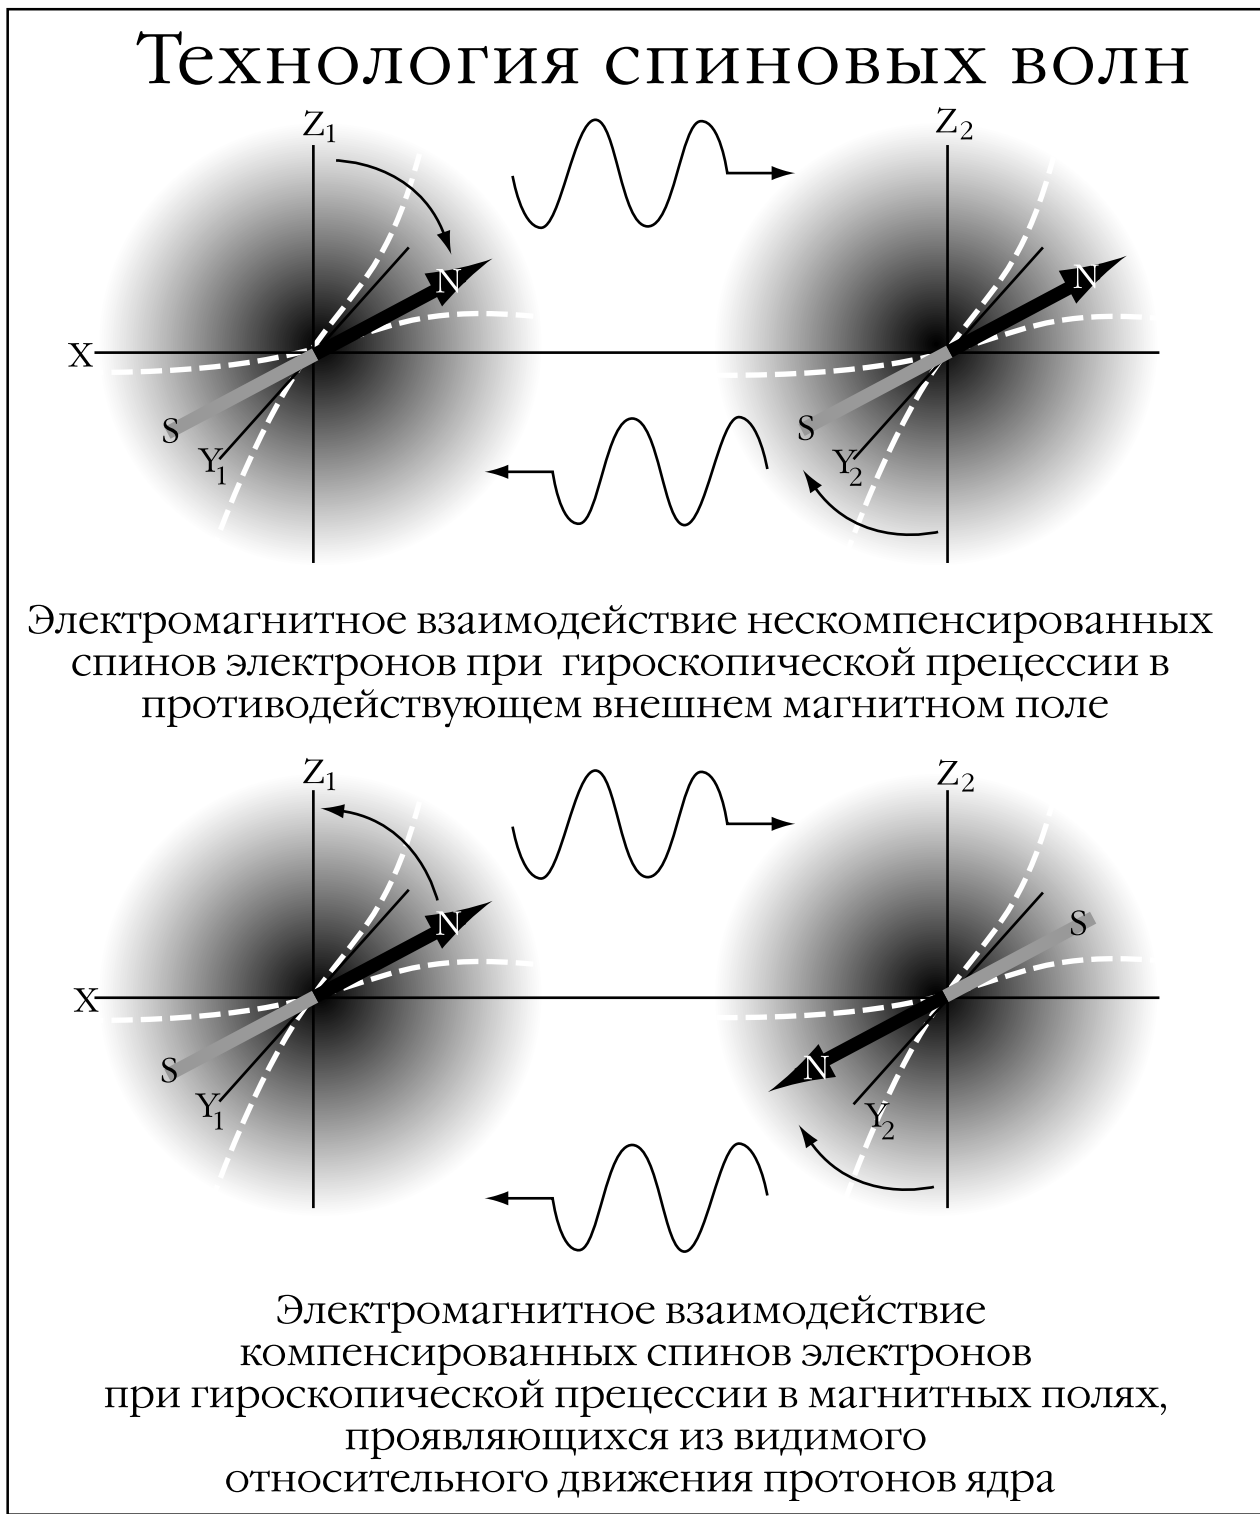 Технология спиновых волн
Z1 Z2
N N
X
S S
Y1 Y2
Электромагнитное взаимодействие нескомпенсированных
спинов электронов при гироскопической прецессии в
противодействующем внешнем магнитном поле
Z1 Z2
N S
X
S N
Y1 Y2
Электромагнитное взаимодействие
компенсированных спинов электронов
при гироскопической прецессии в магнитных полях,
проявляющихся из видимого
относительного движения протонов ядра